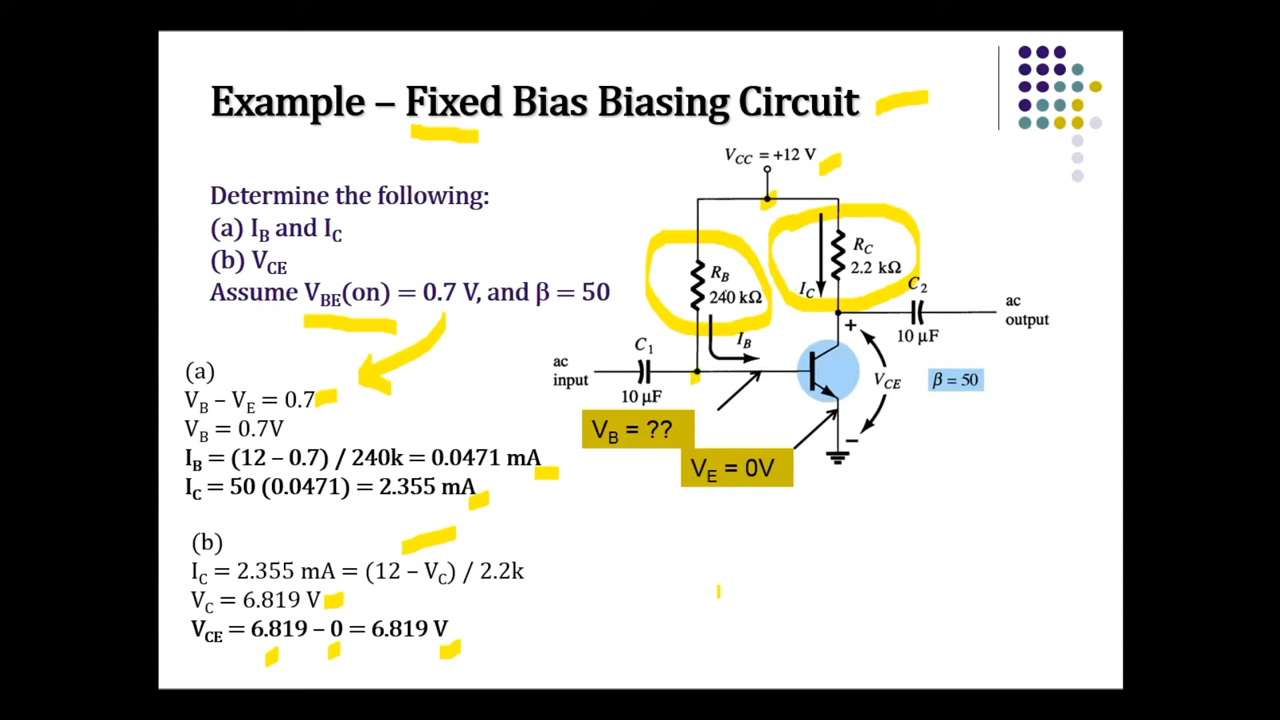 Example – Fixed Bias Biasing Circuit
Determine the following:
(a) I_B and I_C
(b) V_CE
Assume V_BE(on) = 0.7 V, and β = 50
(a)
V_B – V_E = 0.7
V_B = 0.7V
I_B = (12 – 0.7) / 240k = 0.0471 mA
I_C = 50 (0.0471) = 2.355 mA
(b)
I_C = 2.355 mA = (12 – V_C) / 2.2k
V_C = 6.819 V
V_CE = 6.819 – 0 = 6.819 V
V_CC = +12 V
R_B
240 kΩ
R_C
2.2 kΩ
I_C
C_2
10 μF
ac
output
I_B
C_1
10 μF
ac
input
V_CE
β = 50
+
–
V_B = ??
V_E = 0V